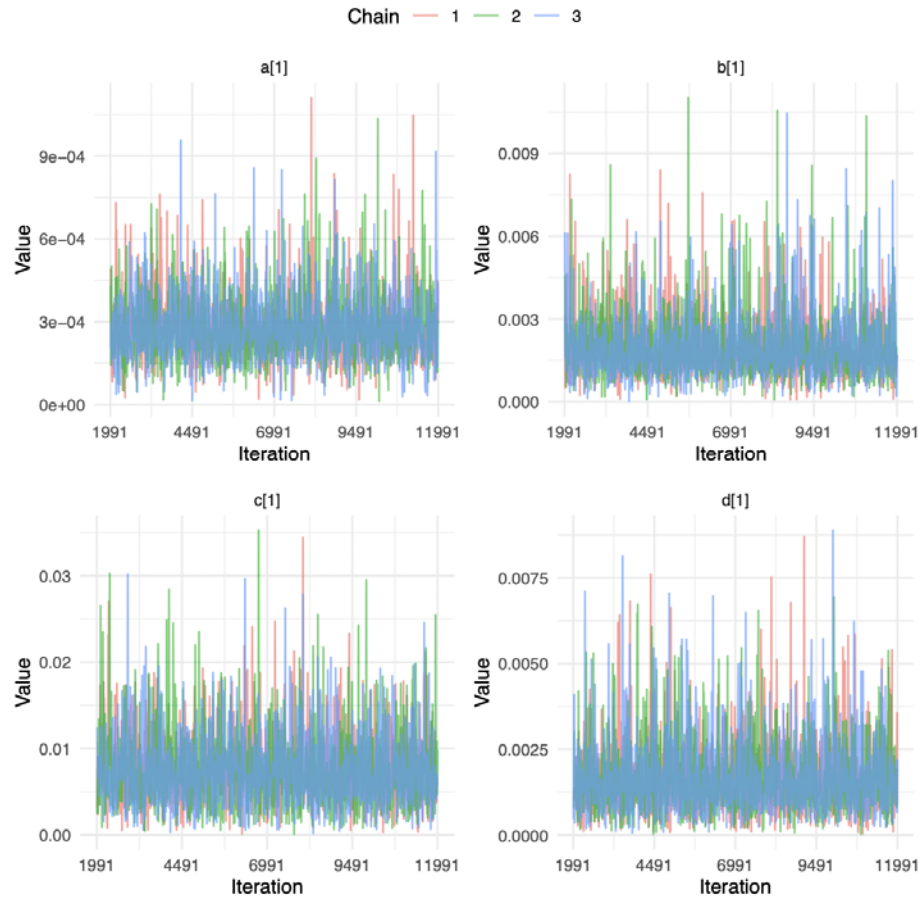 Chain 1 2 3
a[1]
Value
9e−04
6e−04
3e−04
0e+00
1991 4491 6991 9491 11991
Iteration
b[1]
Value
0.009
0.006
0.003
0.000
1991 4491 6991 9491 11991
Iteration
c[1]
Value
0.03
0.02
0.01
0.00
1991 4491 6991 9491 11991
Iteration
d[1]
Value
0.0075
0.0050
0.0025
0.0000
1991 4491 6991 9491 11991
Iteration